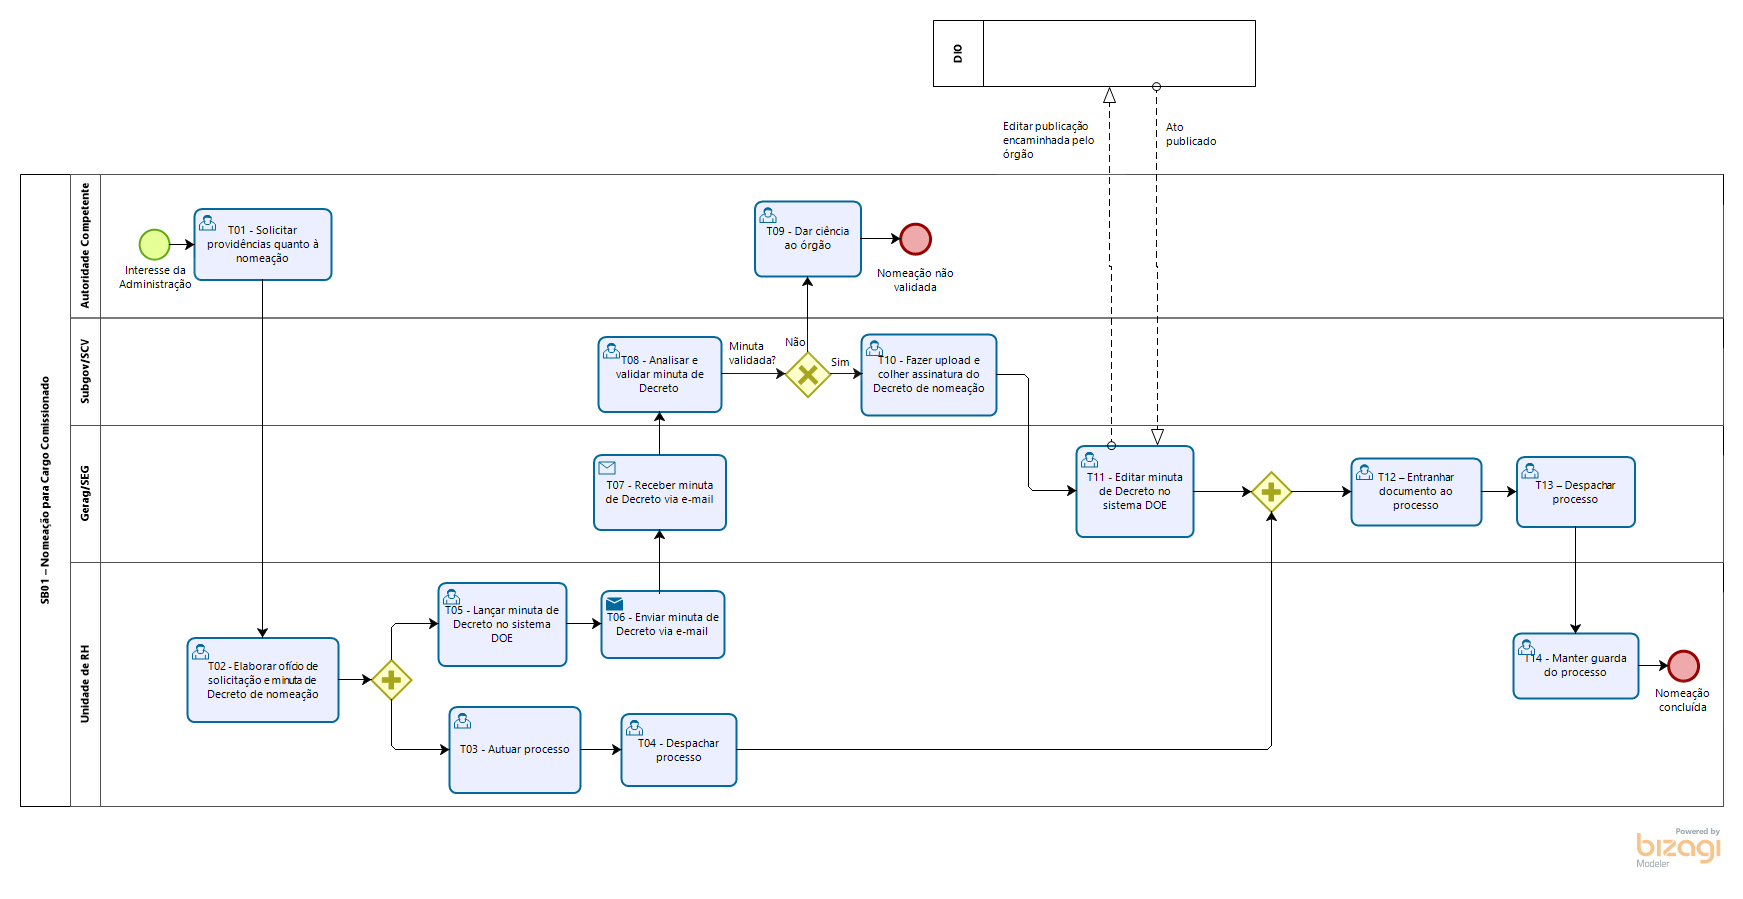 DIO
Editar publicação
encaminhada pelo
órgão
Ato
publicado
SB01 – Nomeação para Cargo Comissionado
Autoridade Competente
Interesse da
Administração
T01 - Solicitar
providências quanto à
nomeação
T09 - Dar ciência
ao órgão
Nomeação não
validada
Subgov/SCV
T08 - Analisar e
validar minuta de
Decreto
Minuta
validada?
Não
Sim
T10 - Fazer upload e
colher assinatura do
Decreto de nomeação
Gerag/SEG
T07 - Receber minuta
de Decreto via e-mail
T11 - Editar minuta
de Decreto no
sistema DOE
T12 – Entranhar
documento ao
processo
T13 – Despachar
processo
Unidade de RH
T02 - Elaborar ofício de
solicitação e minuta de
Decreto de nomeação
T05 - Lançar minuta de
Decreto no sistema
DOE
T06 - Enviar minuta de
Decreto via e-mail
T03 - Autuar processo
T04 - Despachar
processo
T14 - Manter guarda
do processo
Nomeação
concluída
Powered by
bizagi
Modeler